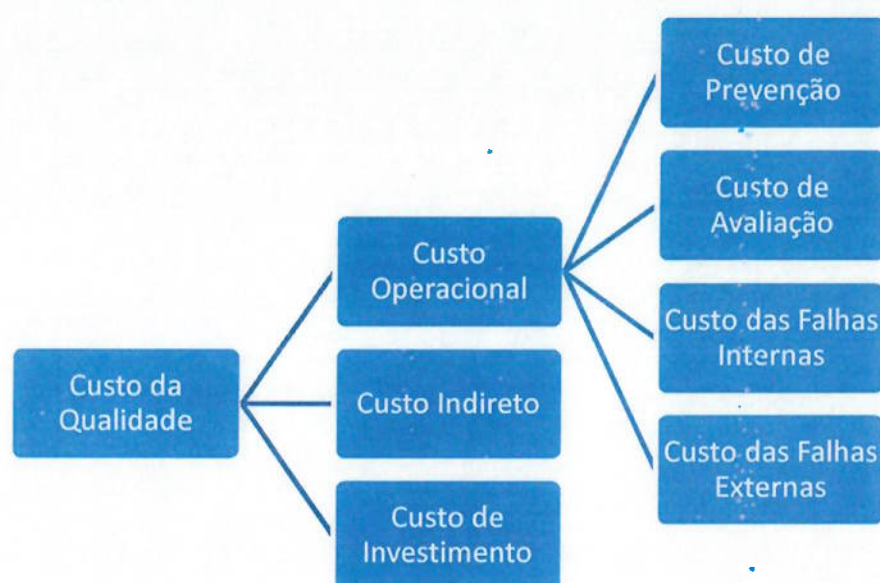 Custo da
Qualidade
Custo
Operacional
Custo Indireto
Custo de
Investimento
Custo de
Prevenção
Custo de
Avaliação
Custo das Falhas
Internas
Custo das Falhas
Externas